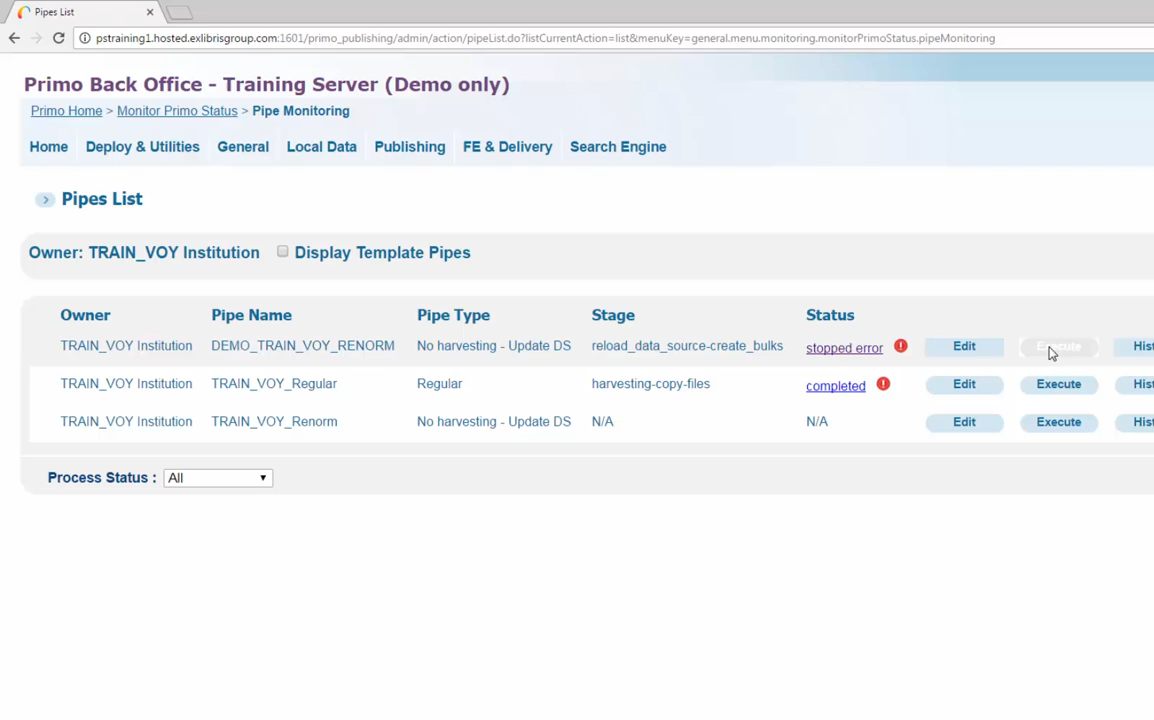 Pipes List
pstraining1.hosted.exlibrisgroup.com:1601/primo_publishing/admin/action/pipeList.do?listCurrentAction=list&menuKey=general.menu.monitoring.monitorPrimoStatus.pipeMonitoring
Primo Back Office - Training Server (Demo only)
Primo Home > Monitor Primo Status > Pipe Monitoring
Home Deploy & Utilities General Local Data Publishing FE & Delivery Search Engine
Pipes List
Owner: TRAIN_VOY Institution Display Template Pipes
Owner Pipe Name Pipe Type Stage Status
TRAIN_VOY Institution DEMO_TRAIN_VOY_RENORM No harvesting - Update DS reload_data_source-create_bulks stopped error Edit Execute Hist
TRAIN_VOY Institution TRAIN_VOY_Regular Regular harvesting-copy-files completed Edit Execute Hist
TRAIN_VOY Institution TRAIN_VOY_Renorm No harvesting - Update DS N/A N/A Edit Execute Hist
Process Status : All